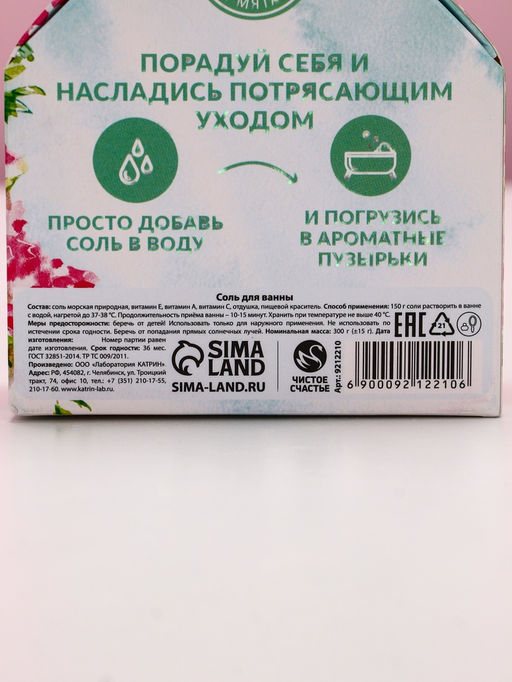 МЯТА
ПОРАДУЙ СЕБЯ И
НАСЛАДИСЬ ПОТРЯСАЮЩИМ
УХОДОМ
ПРОСТО ДОБАВЬ
СОЛЬ В ВОДУ
И ПОГРУЗИСЬ
В АРОМАТНЫЕ
ПУЗЫРЬКИ
Соль для ванны
Состав: соль морская природная, витамин Е, витамин А, витамин С, отдушка, пищевой краситель. Способ применения: 150 г соли растворить в ванне
с водой, нагретой до 37-38 °С. Продолжительность приёма ванны – 10-15 минут. Хранить при температуре не выше 40 °С.
Меры предосторожности: беречь от детей! Использовать только для наружного применения. Не использовать по
истечении срока годности. Беречь от попадания прямых солнечных лучей. Номинальная масса: 300 г (±15 г). Дата
изготовления: Номер партии равен
дате изготовления. Срок годности: 36 мес.
ГОСТ 32851-2014. ТР ТС 009/2011.
Произведено: ООО «Лаборатория КАТРИН».
Адрес: РФ, 454082, г. Челябинск, ул. Троицкий
тракт, 74, офис 10, тел.: +7 (351) 210-17-55,
210-17-60. www.katrin-lab.ru.
SIMA
LAND
SIMA-LAND.RU
ЧИСТОЕ
СЧАСТЬЕ
Арт.: 9212210
EAC
21
6 900092 122106